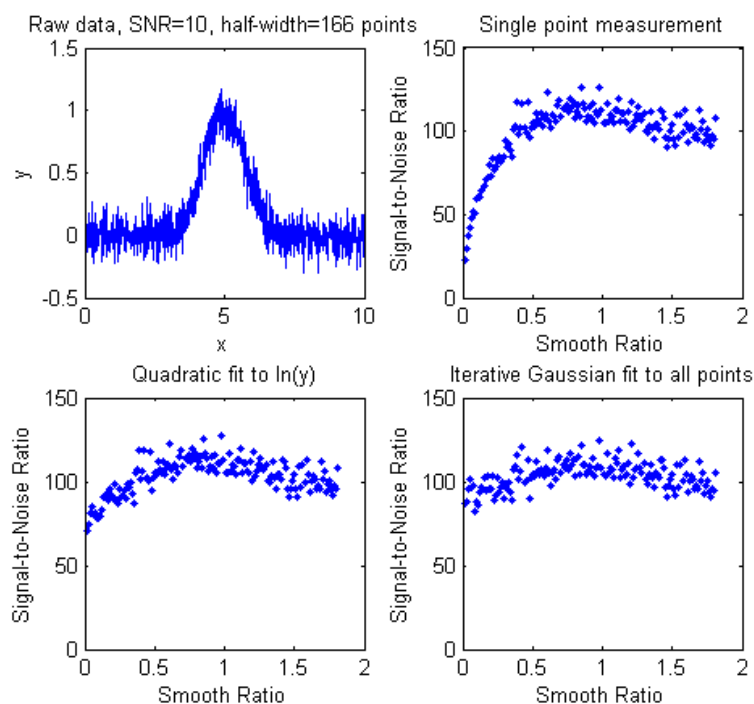 Raw data, SNR=10, half-width=166 points
1.5
1
0.5
0
-0.5
y
0
5
10
x
Single point measurement
150
100
50
0
Signal-to-Noise Ratio
0
0.5
1
1.5
2
Smooth Ratio
Quadratic fit to ln(y)
150
100
50
0
Signal-to-Noise Ratio
0
0.5
1
1.5
2
Smooth Ratio
Iterative Gaussian fit to all points
150
100
50
0
Signal-to-Noise Ratio
0
0.5
1
1.5
2
Smooth Ratio